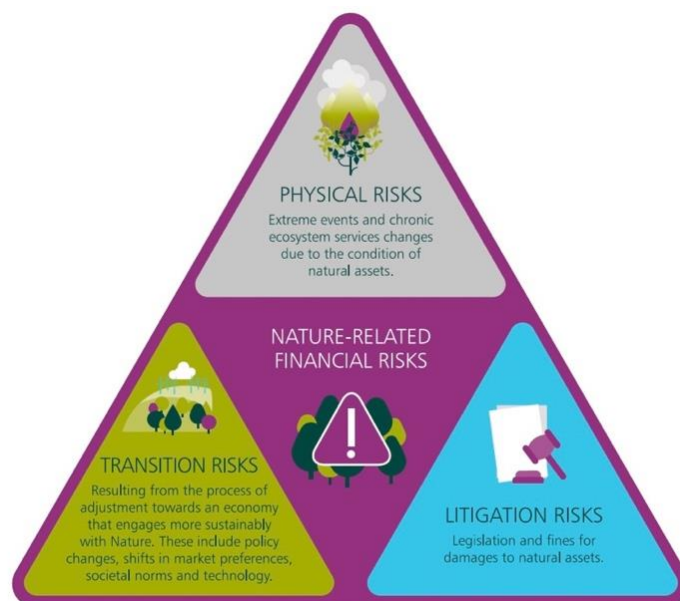 PHYSICAL RISKS
Extreme events and chronic
ecosystem services changes
due to the condition of
natural assets.
NATURE-RELATED
FINANCIAL RISKS
TRANSITION RISKS
Resulting from the process of
adjustment towards an economy
that engages more sustainably
with Nature. These include policy
changes, shifts in market preferences,
societal norms and technology.
LITIGATION RISKS
Legislation and fines for
damages to natural assets.